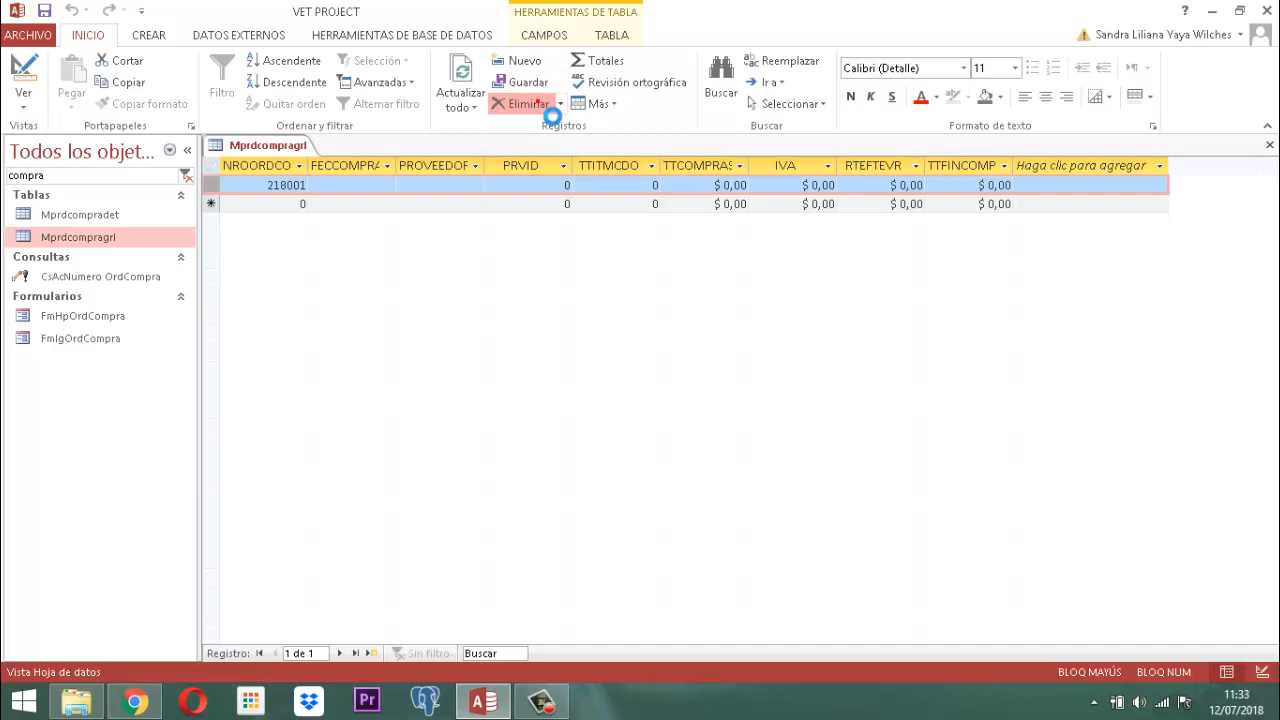 VET PROJECT
HERRAMIENTAS DE TABLA
?
ARCHIVO INICIO CREAR DATOS EXTERNOS HERRAMIENTAS DE BASE DE DATOS CAMPOS TABLA Sandra Liliana Yaya Wilches
Ver
Vistas
Pegar
Cortar
Copiar
Copiar formato
Portapapeles
Filtro
Ascendente
Descendente
Quitar orden
Selección
Avanzadas
Ordenar y filtrar
Actualizar
todo
Nuevo
Guardar
Eliminar
Totales
Revisión ortográfica
Más
Registros
Buscar
Reemplazar
Ir a
Seleccionar
Buscar
Calibri (Detalle) 11
N K S A
Formato de texto
Todos los objet... «
compra
Tablas
Mprdcompradet
Mprdcompragrl
Consultas
CsAcNumero OrdCompra
Formularios
FmHpOrdCompra
FmIgOrdCompra
Mprdcompragrl
NROORDCO FECCOMPRA PROVEEDOF PRVID TTITMCDO TTCOMPRAS IVA RTEFTEVR TTFINCOMP Haga clic para agregar
218001 0 0 $ 0,00 $ 0,00 $ 0,00 $ 0,00
0 0 0 $ 0,00 $ 0,00 $ 0,00 $ 0,00
Registro: 1 de 1 Sin filtro Buscar
Vista Hoja de datos BLOQ MAYÚS BLOQ NUM
Pr
11:33
12/07/2018